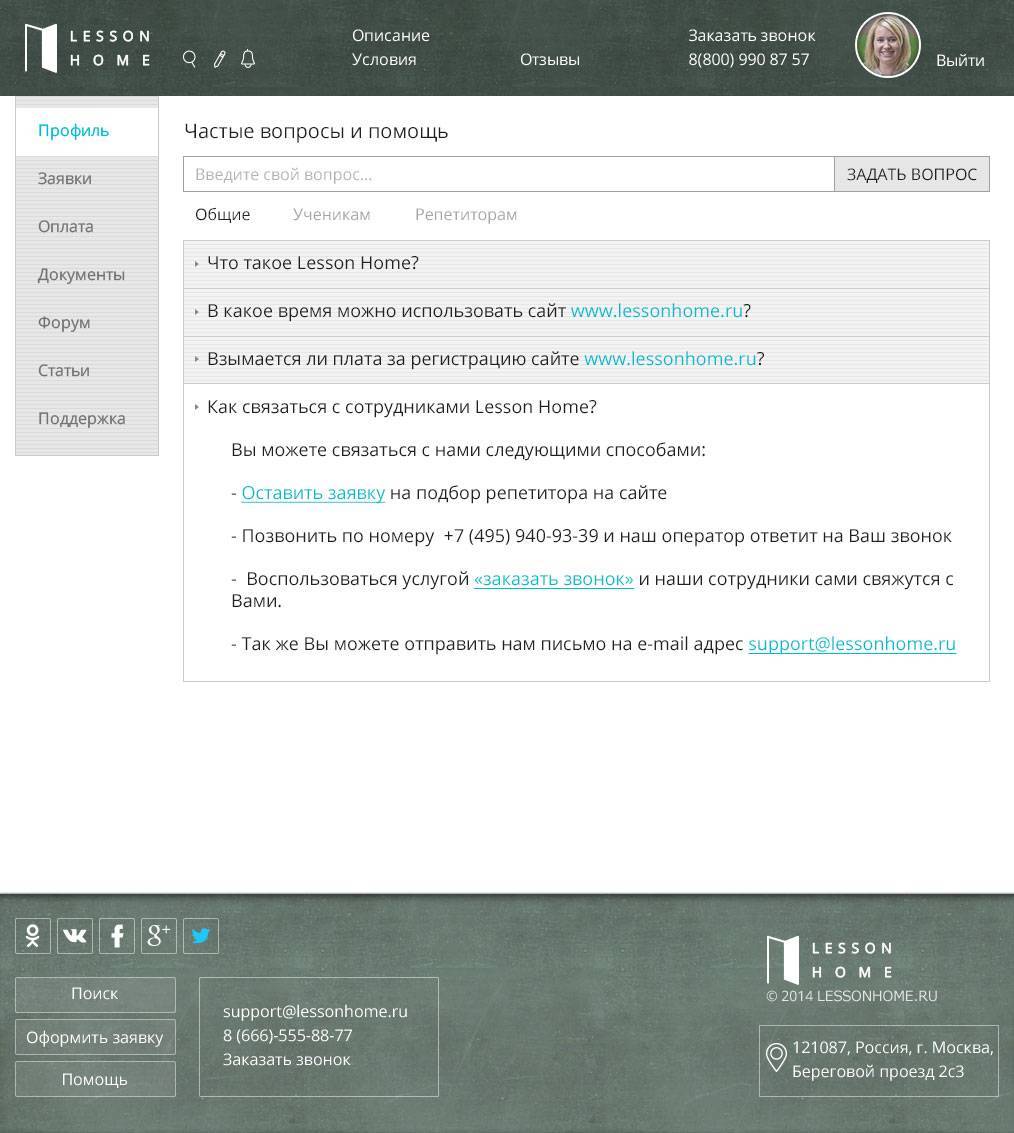 LESSON
HOME
Описание
Условия
Отзывы
Заказать звонок
8(800) 990 87 57
Выйти
Профиль
Заявки
Оплата
Документы
Форум
Статьи
Поддержка
Частые вопросы и помощь
Введите свой вопрос...
ЗАДАТЬ ВОПРОС
Общие Ученикам Репетиторам
Что такое Lesson Home?
В какое время можно использовать сайт www.lessonhome.ru?
Взымается ли плата за регистрацию сайте www.lessonhome.ru?
Как связаться с сотрудниками Lesson Home?
Вы можете связаться с нами следующими способами:
- Оставить заявку на подбор репетитора на сайте
- Позвонить по номеру +7 (495) 940-93-39 и наш оператор ответит на Ваш звонок
- Воспользоваться услугой «заказать звонок» и наши сотрудники сами свяжутся с
Вами.
- Так же Вы можете отправить нам письмо на e-mail адрес support@lessonhome.ru
8+
Поиск
Оформить заявку
Помощь
support@lessonhome.ru
8 (666)-555-88-77
Заказать звонок
LESSON
HOME
© 2014 LESSONHOME.RU
121087, Россия, г. Москва,
Береговой проезд 2с3